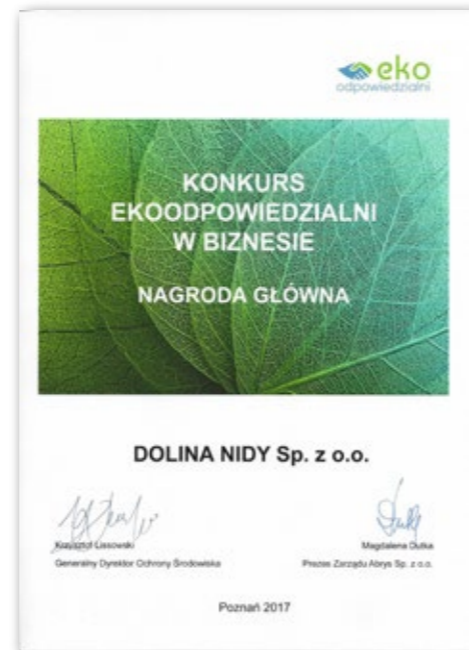 eko
odpowiedzialni
KONKURS
EKOODPOWIEDZIALNI
W BIZNESIE
NAGRODA GŁÓWNA
DOLINA NIDY Sp. z o.o.
Krzysztof Lissowski
Generalny Dyrektor Ochrony Środowiska
Magdalena Dutka
Prezes Zarządu Abrys Sp. z o.o.
Poznań 2017